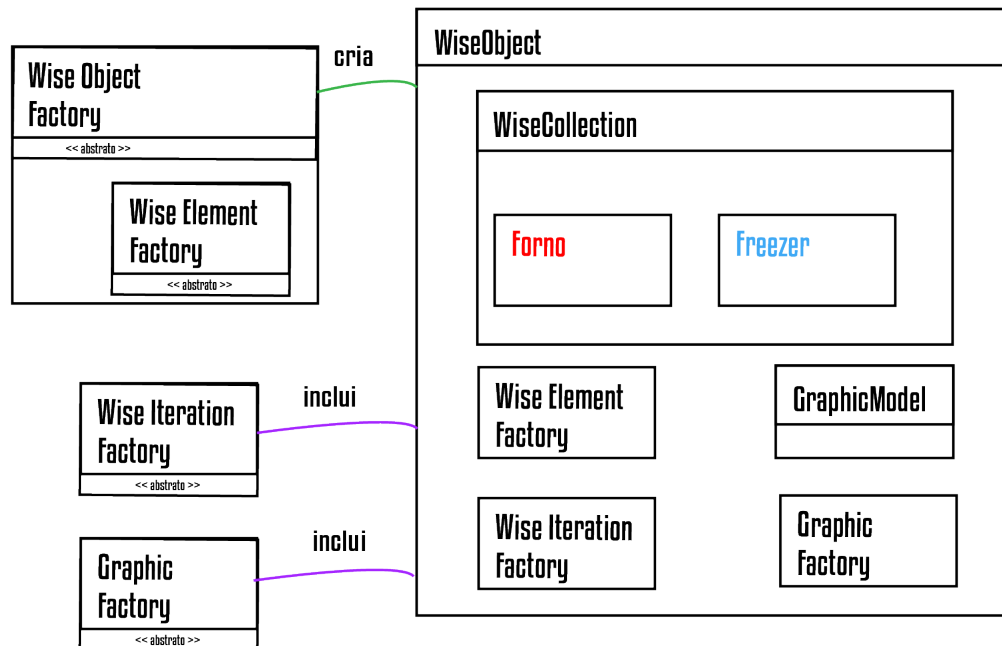 Wise Object
Factory
<< abstrato >>
Wise Element
Factory
<< abstrato >>
cria
WiseObject
WiseCollection
Forno
Freezer
Wise Iteration
Factory
<< abstrato >>
inclui
Wise Element
Factory
GraphicModel
Graphic
Factory
<< abstrato >>
inclui
Wise Iteration
Factory
Graphic
Factory